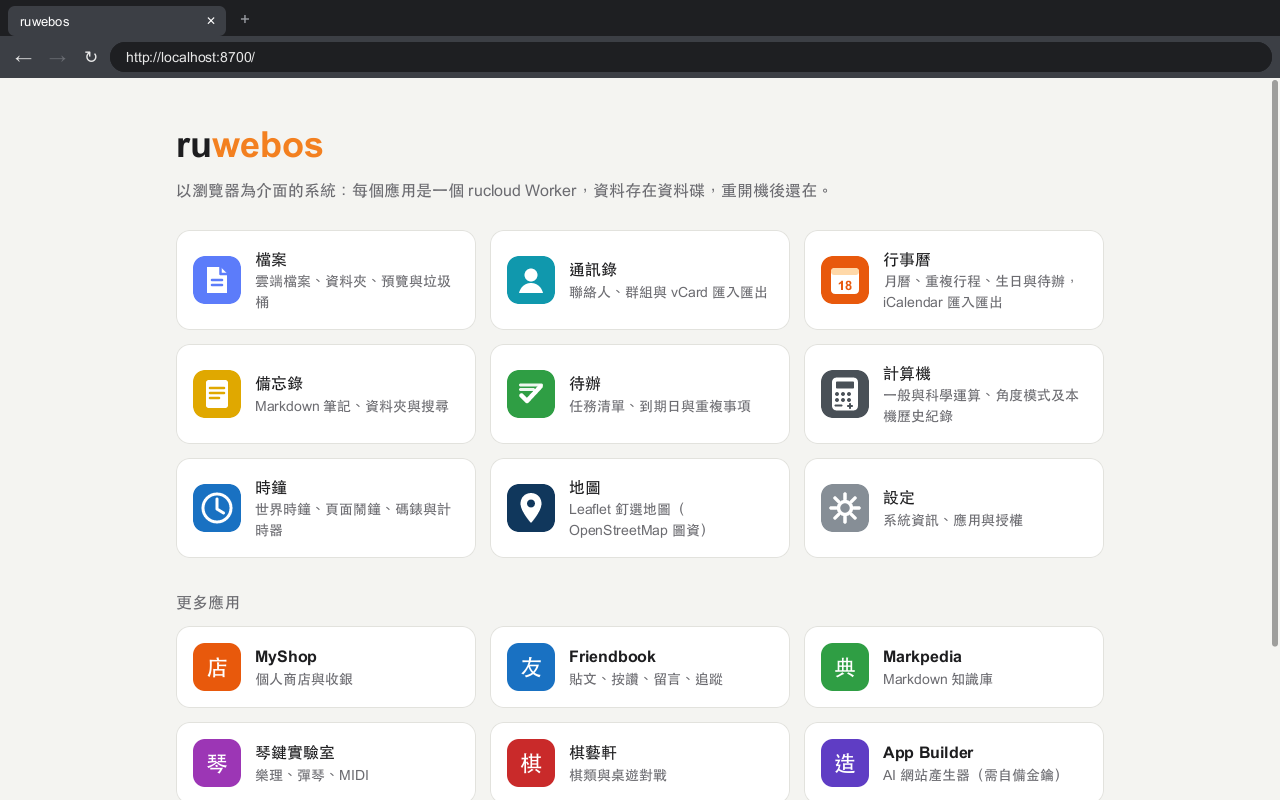 ruwebos
http://localhost:8700/
ruwebos
以瀏覽器為介面的系統：每個應用是一個 rucloud Worker，資料存在資料碟，重開機後還在。
檔案
雲端檔案、資料夾、預覽與垃圾
桶
通訊錄
聯絡人、群組與 vCard 匯入匯出
行事曆
月曆、重複行程、生日與待辦，
iCalendar 匯入匯出
18
備忘錄
Markdown 筆記、資料夾與搜尋
待辦
任務清單、到期日與重複事項
計算機
一般與科學運算、角度模式及本
機歷史紀錄
時鐘
世界時鐘、頁面鬧鐘、碼錶與計
時器
地圖
Leaflet 釘選地圖（
OpenStreetMap 圖資）
設定
系統資訊、應用與授權
更多應用
店
MyShop
個人商店與收銀
友
Friendbook
貼文、按讚、留言、追蹤
典
Markpedia
Markdown 知識庫
琴
琴鍵實驗室
樂理、彈琴、MIDI
棋
棋藝軒
棋類與桌遊對戰
造
App Builder
AI 網站產生器（需自備金鑰）